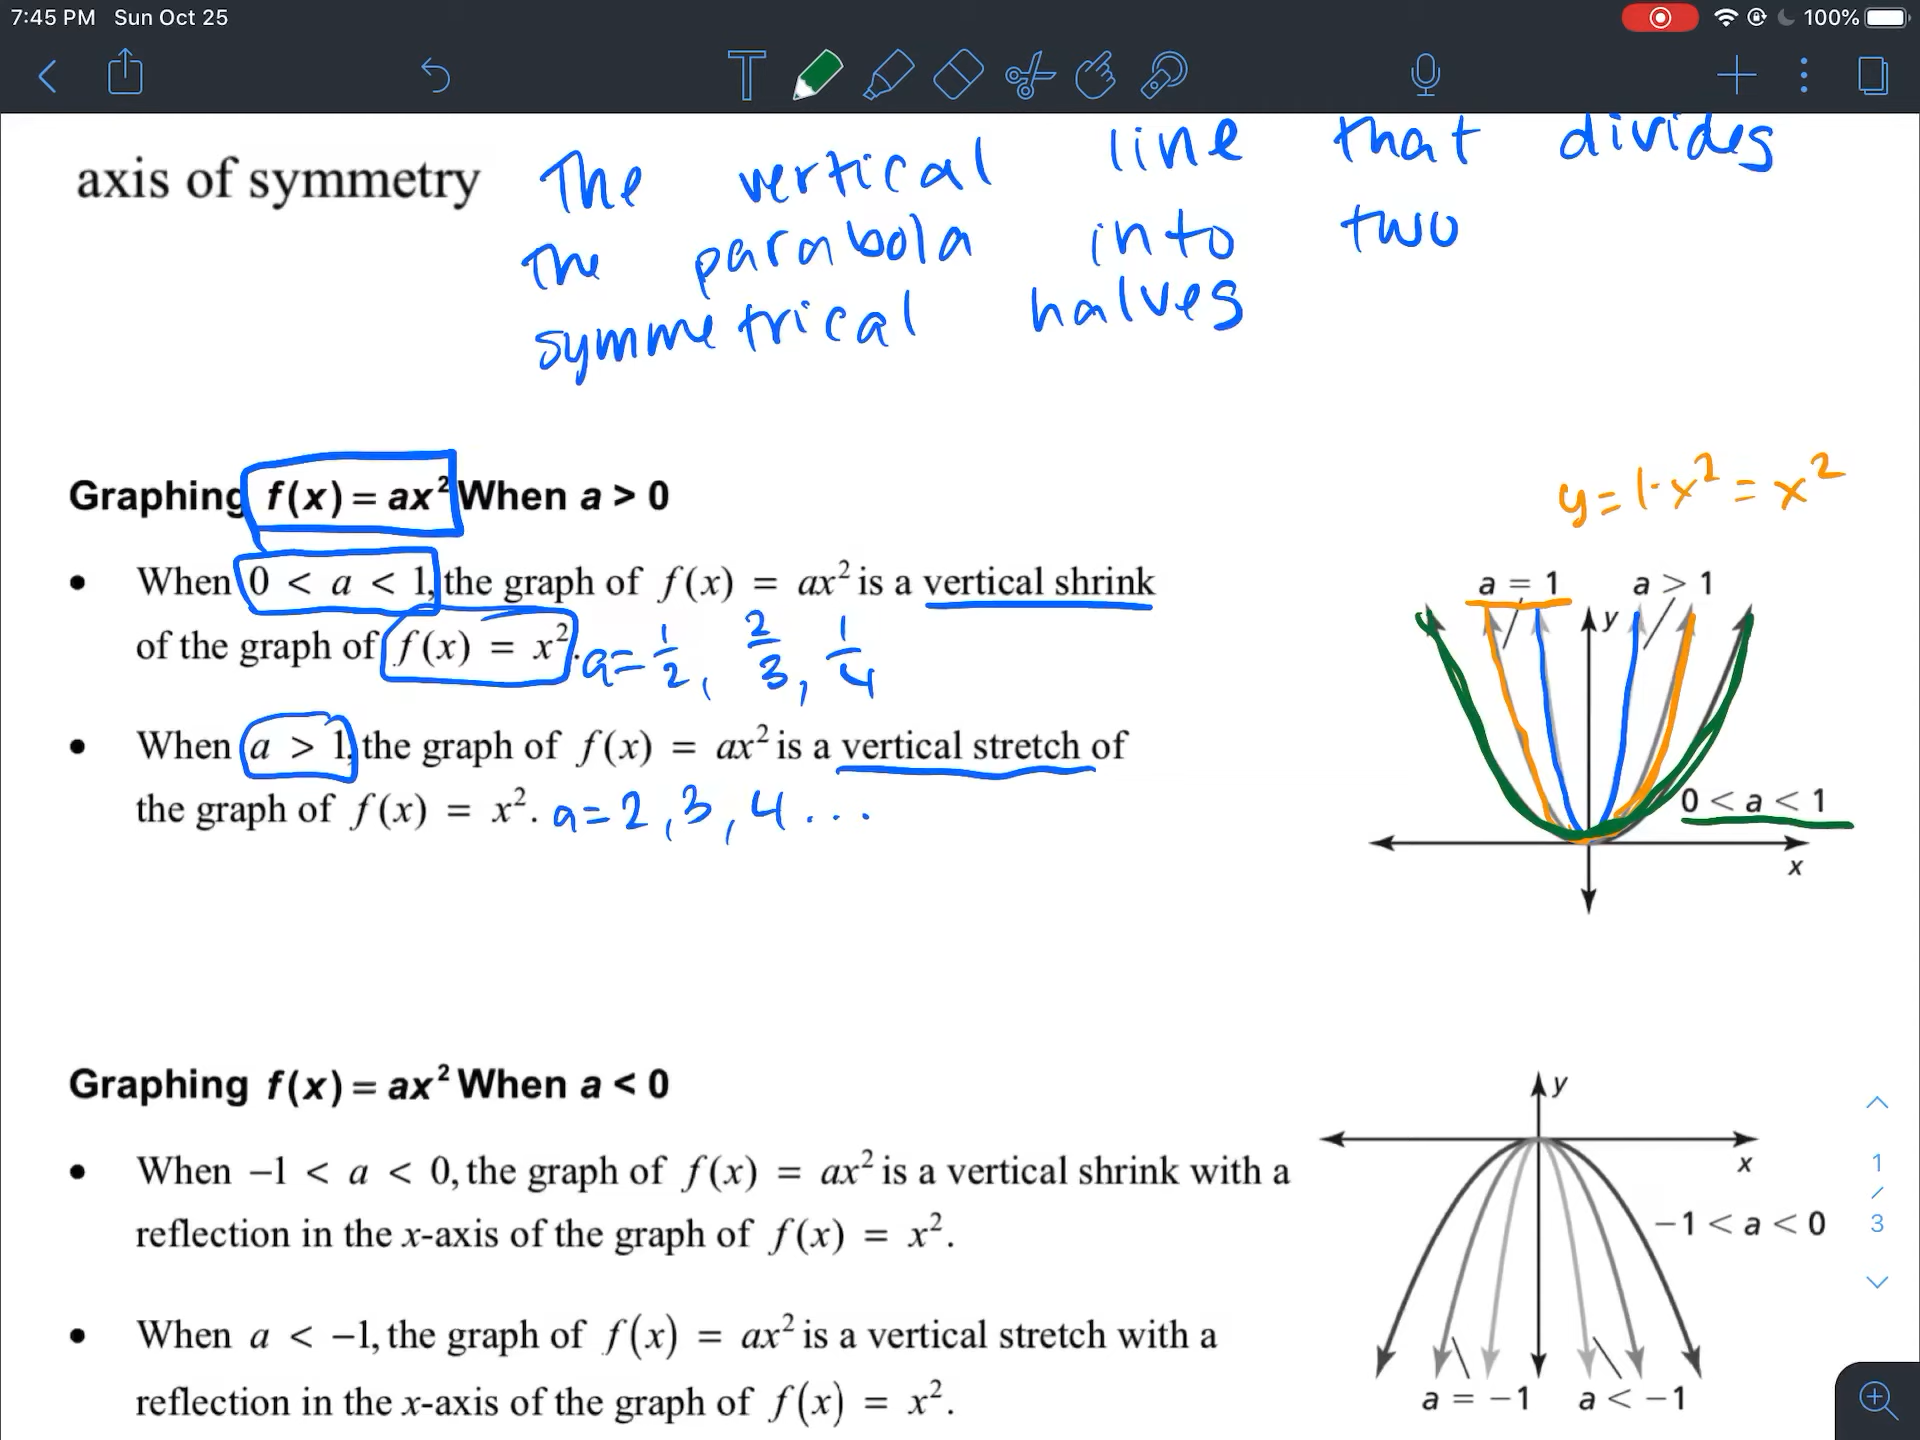 7:45 PM Sun Oct 25
100%
axis of symmetry The vertical line that divides
the parabola into two
symmetrical halves
Graphing f(x) = ax² When a > 0
y = 1·x² = x²
• When 0 < a < 1, the graph of f(x) = ax² is a vertical shrink
of the graph of f(x) = x². a = 1/2, 2/3, 1/4
• When a > 1, the graph of f(x) = ax² is a vertical stretch of
the graph of f(x) = x². a = 2, 3, 4 ...
a = 1 a > 1
y
0 < a < 1
x
Graphing f(x) = ax² When a < 0
• When −1 < a < 0, the graph of f(x) = ax² is a vertical shrink with a
reflection in the x-axis of the graph of f(x) = x².
• When a < −1, the graph of f(x) = ax² is a vertical stretch with a
reflection in the x-axis of the graph of f(x) = x².
y
x
−1 < a < 0
a = −1 a < −1
1
/
3